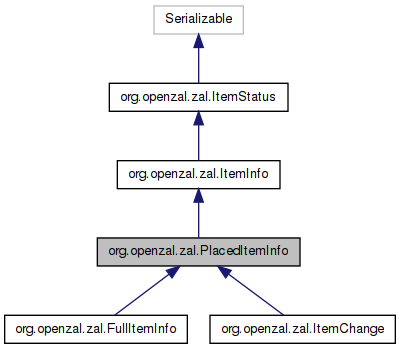 Serializable
org.openzal.zal.ItemStatus
org.openzal.zal.ItemInfo
org.openzal.zal.PlacedItemInfo
org.openzal.zal.FullItemInfo
org.openzal.zal.ItemChange